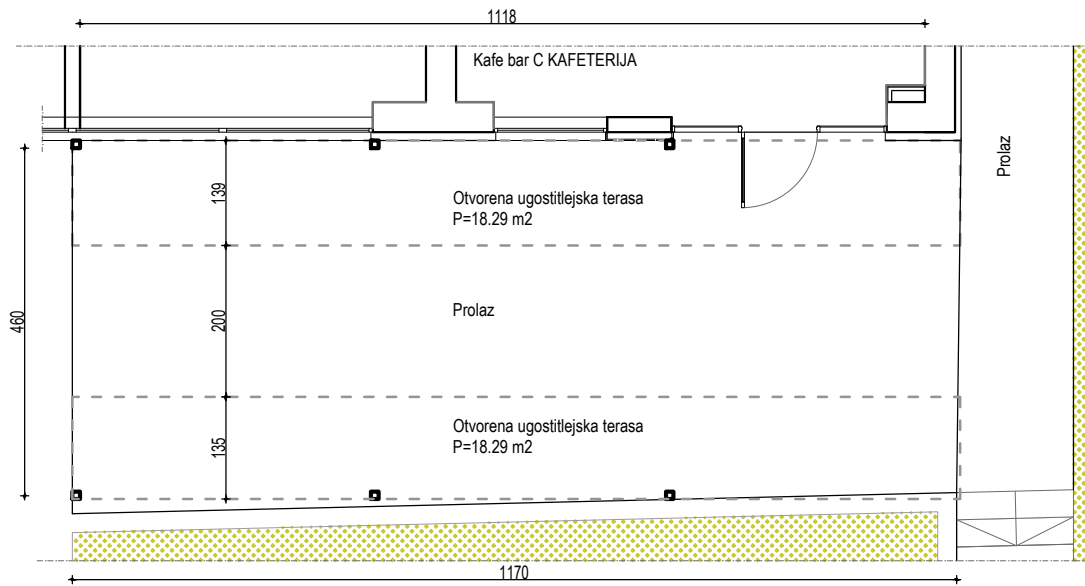 1118
Kafe bar C KAFETERIJA
Prolaz
139
Otvorena ugostitlejska terasa
P=18.29 m2
460
200
Prolaz
135
Otvorena ugostitlejska terasa
P=18.29 m2
1170